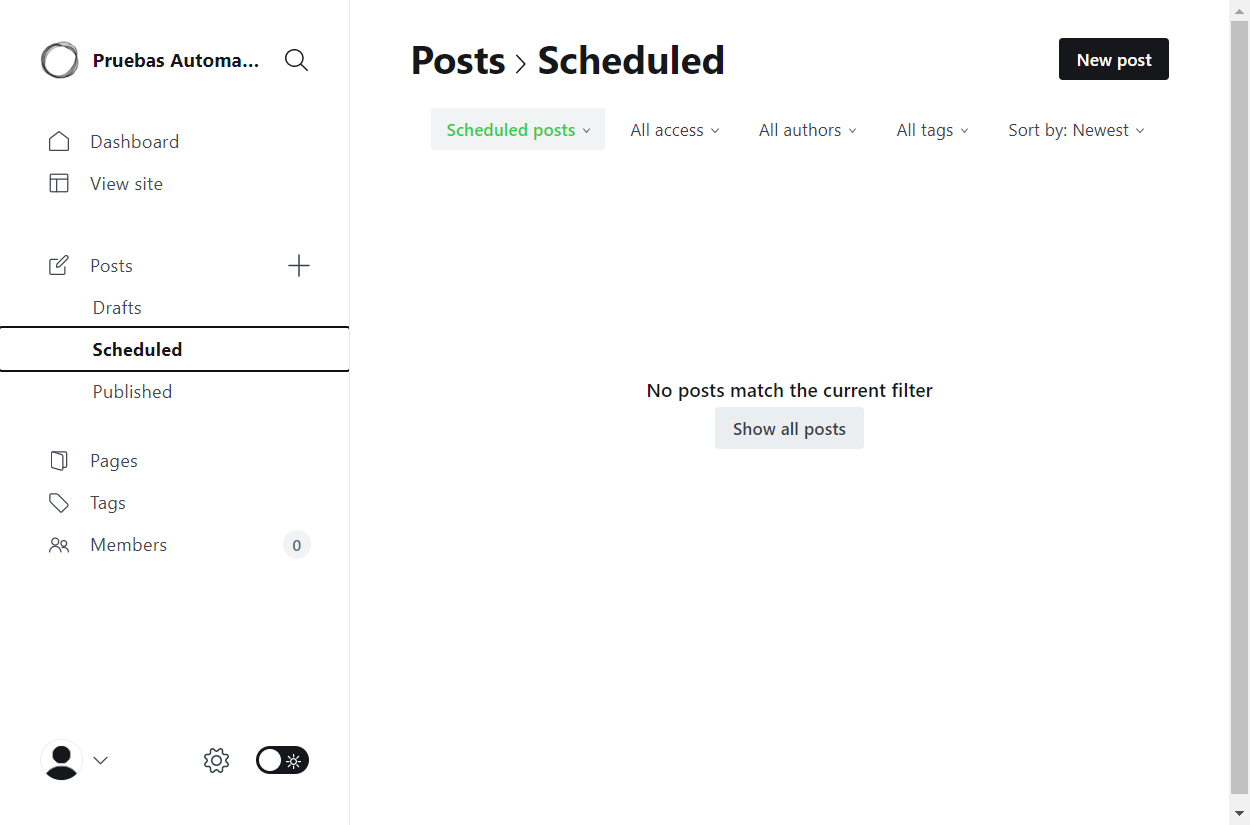 Pruebas Automa...
Dashboard
View site
Posts
Drafts
Scheduled
Published
Pages
Tags
Members 0
Posts > Scheduled
New post
Scheduled posts All access All authors All tags Sort by: Newest
No posts match the current filter
Show all posts